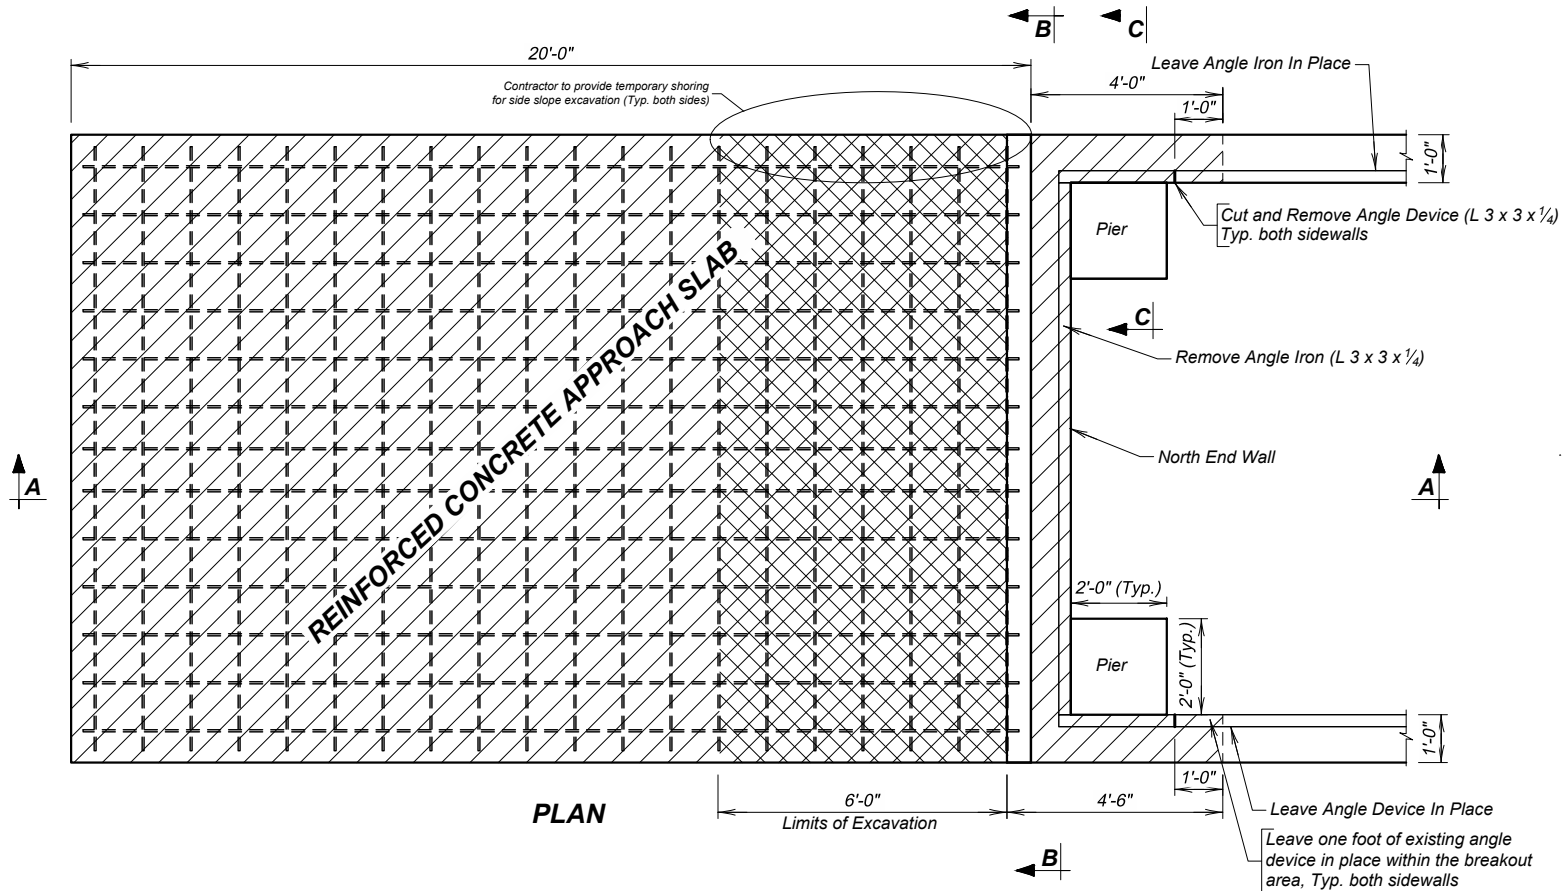 B
C
20'-0"
Leave Angle Iron In Place
Contractor to provide temporary shoring
for side slope excavation (Typ. both sides)
4'-0"
1'-0"
1'-0"
Pier
Cut and Remove Angle Device (L 3 x 3 x 1/4)
Typ. both sidewalls
REINFORCED CONCRETE APPROACH SLAB
C
Remove Angle Iron (L 3 x 3 x 1/4)
North End Wall
A
A
2'-0" (Typ.)
2'-0" (Typ.)
Pier
1'-0"
1'-0"
6'-0"
4'-6"
PLAN
Limits of Excavation
Leave Angle Device In Place
Leave one foot of existing angle
device in place within the breakout
area, Typ. both sidewalls
B